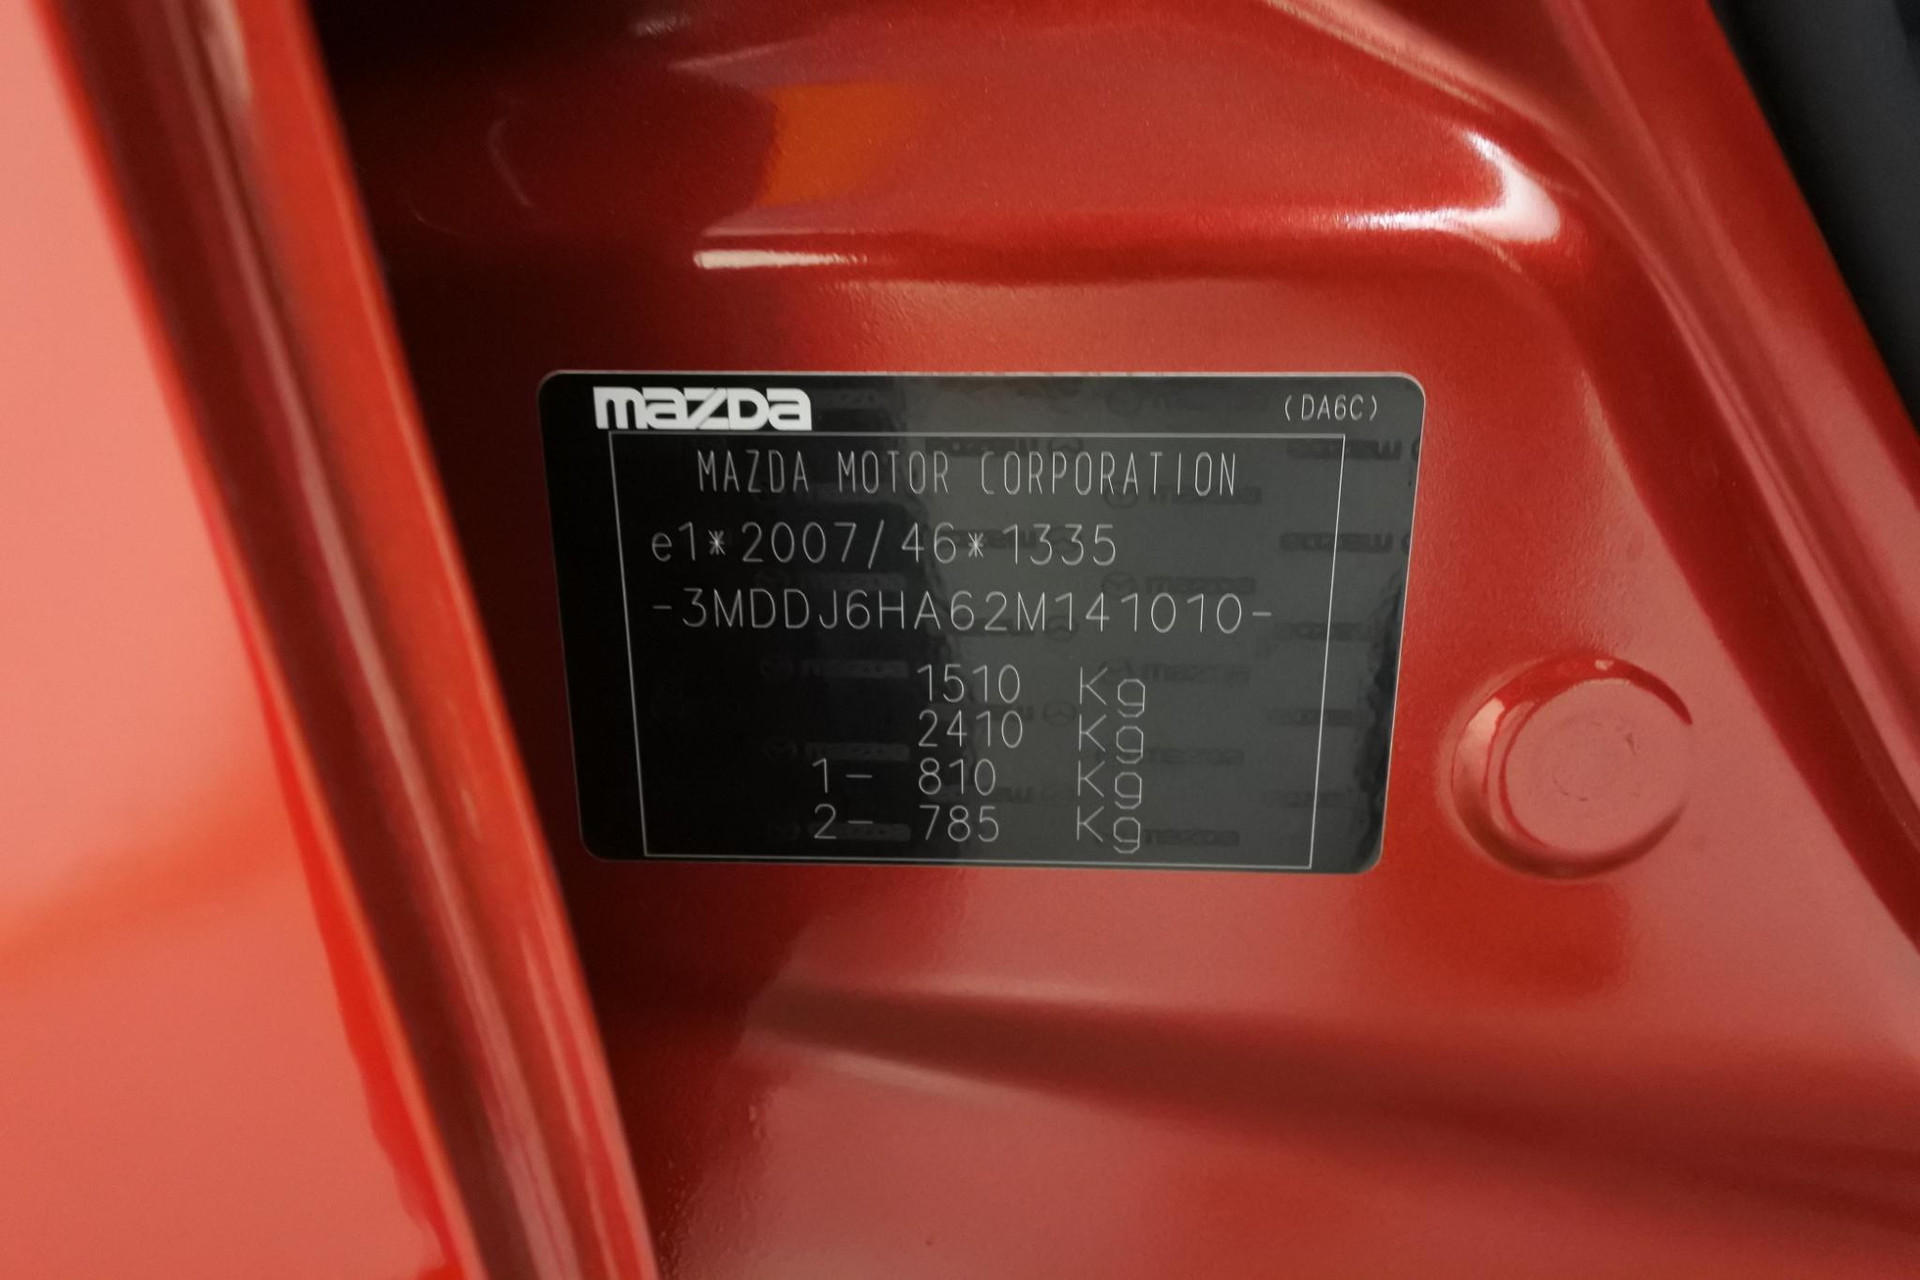 mazda (DA6C)
MAZDA MOTOR CORPORATION
e1*2007/46*1335
-3MDDJ6HA62M141010-
1510 Kg
2410 Kg
1- 810 Kg
2- 785 Kg